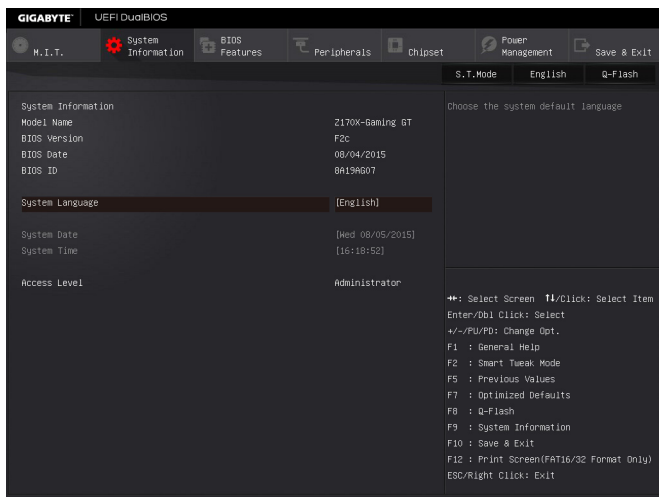 GIGABYTE™ UEFI DualBIOS
M.I.T. System Information BIOS Features Peripherals Chipset Power Management Save & Exit
S.T.Mode English Q-Flash
System Information
Model Name Z170X-Gaming GT
BIOS Version F2c
BIOS Date 08/04/2015
BIOS ID 8A19AG07
System Language [English]
System Date [Wed 08/05/2015]
System Time [16:18:52]
Access Level Administrator
Choose the system default language
→←: Select Screen ↑↓/Click: Select Item
Enter/Dbl Click: Select
+/-/PU/PD: Change Opt.
F1 : General Help
F2 : Smart Tweak Mode
F5 : Previous Values
F7 : Optimized Defaults
F8 : Q-Flash
F9 : System Information
F10 : Save & Exit
F12 : Print Screen(FAT16/32 Format Only)
ESC/Right Click: Exit